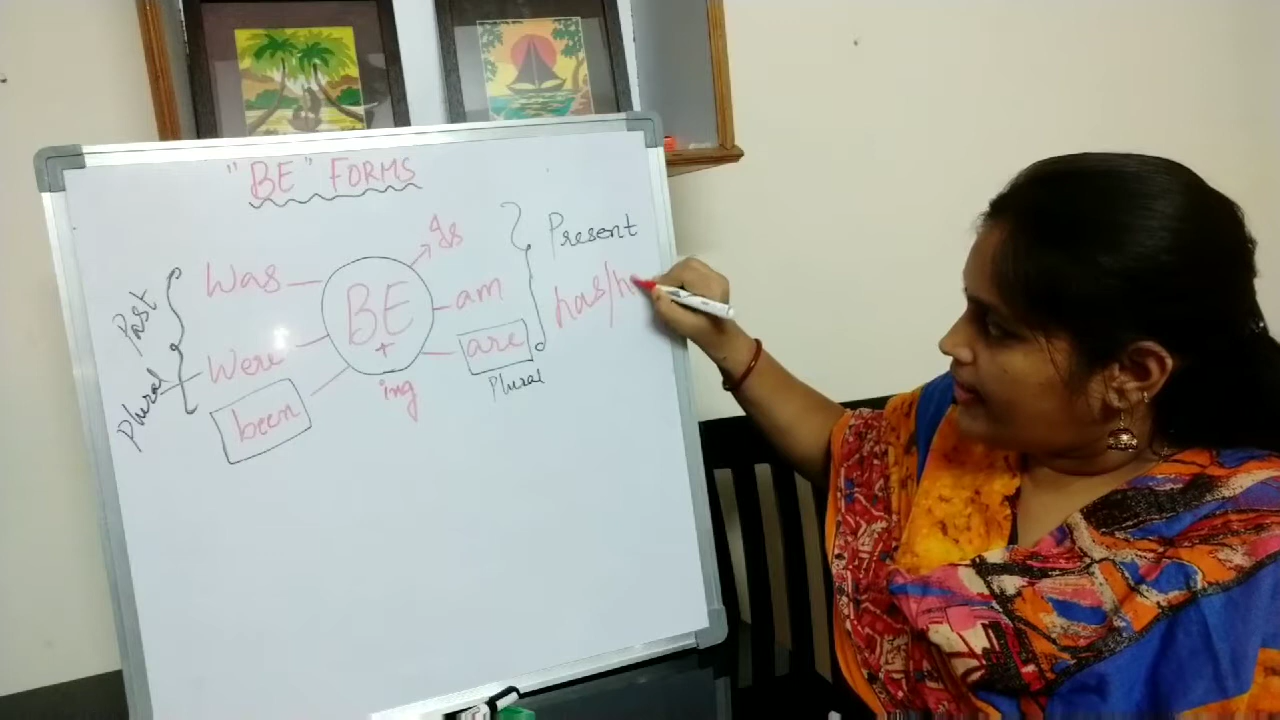 "BE" FORMS
Is
Present
Was
BE
am
has/h
Past
+
Were
are
ing
Plural
Plural
been